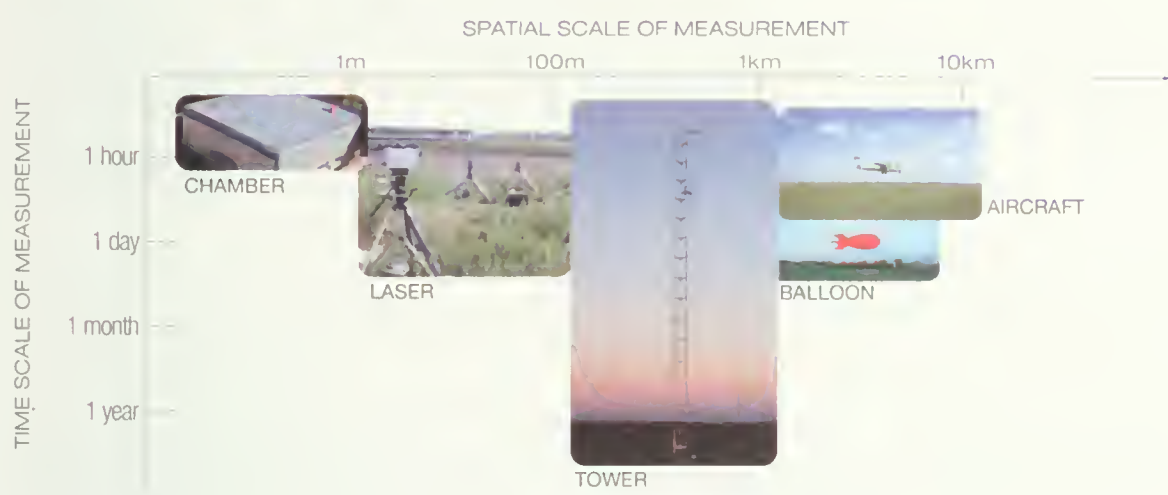 SPATIAL SCALE OF MEASUREMENT
1m 100m 1km 10km
TIME SCALE OF MEASUREMENT
1 hour
CHAMBER
AIRCRAFT
1 day
LASER
BALLOON
1 month
1 year
TOWER